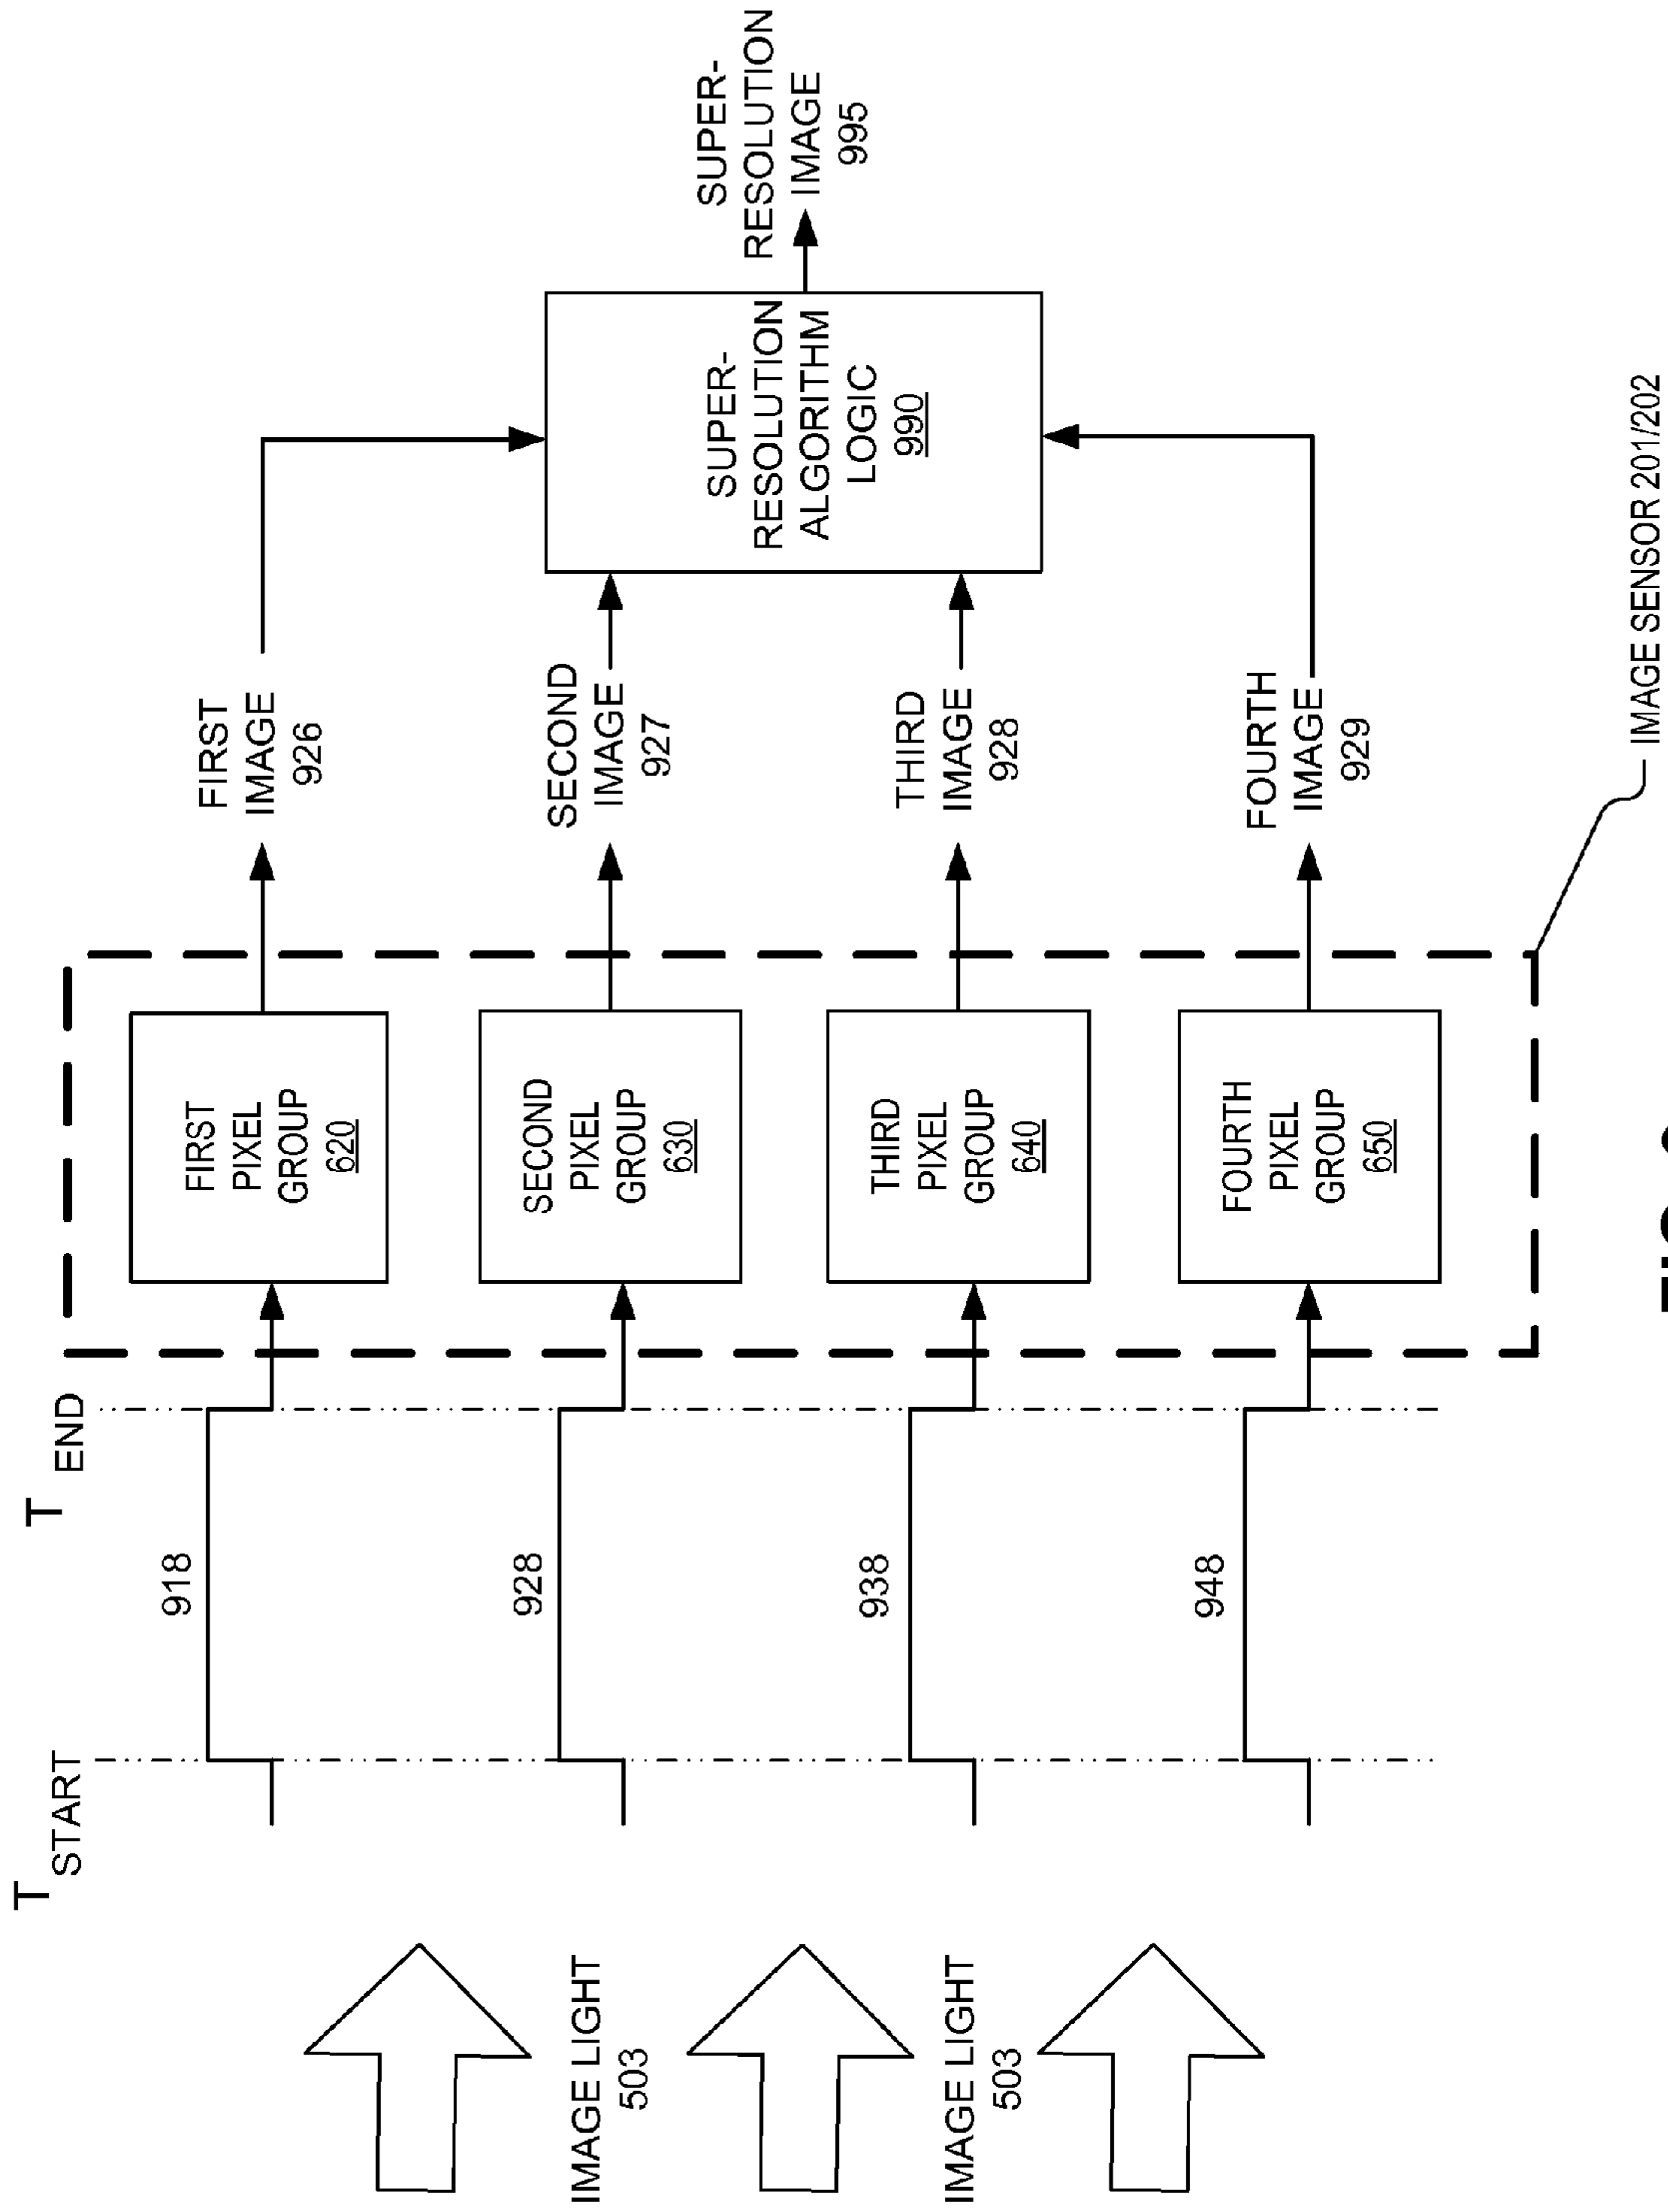 T START
T END
IMAGE LIGHT
503
IMAGE LIGHT
503
918
928
938
948
FIRST
PIXEL
GROUP
620
SECOND
PIXEL
GROUP
630
THIRD
PIXEL
GROUP
640
FOURTH
PIXEL
GROUP
650
FIRST
IMAGE
926
SECOND
IMAGE
927
THIRD
IMAGE
928
FOURTH
IMAGE
929
SUPER-
RESOLUTION
ALGORITHM
LOGIC
990
SUPER-
RESOLUTION
IMAGE
995
IMAGE SENSOR 201/202